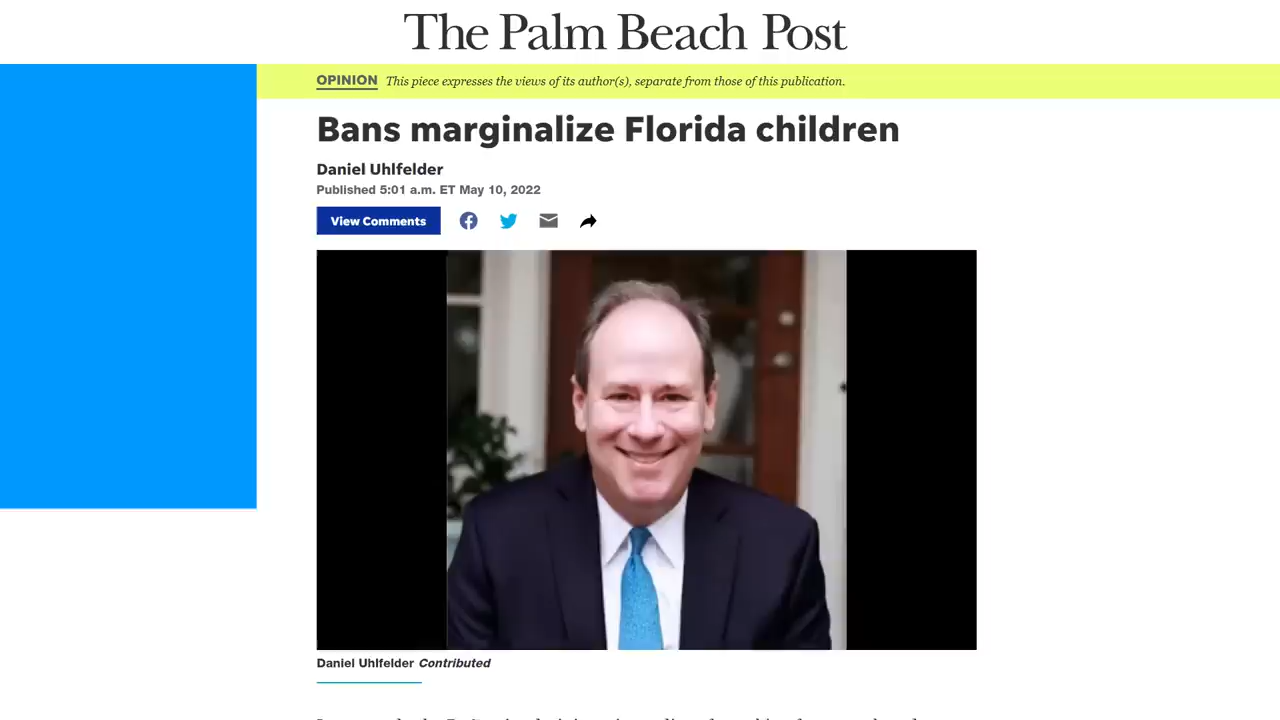 The Palm Beach Post
OPINION This piece expresses the views of its author(s), separate from those of this publication.
Bans marginalize Florida children
Daniel Uhlfelder
Published 5:01 a.m. ET May 10, 2022
View Comments
Daniel Uhlfelder Contributed